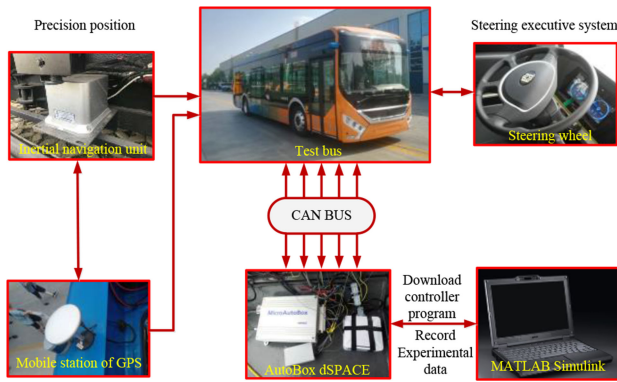 Precision position
Steering executive system
Inertial navigation unit
Test bus
Steering wheel
CAN BUS
MicroAutoBox
Mobile station of GPS
AutoBox dSPACE
Download
controller
program
Record
Experimental
data
MATLAB Simulink